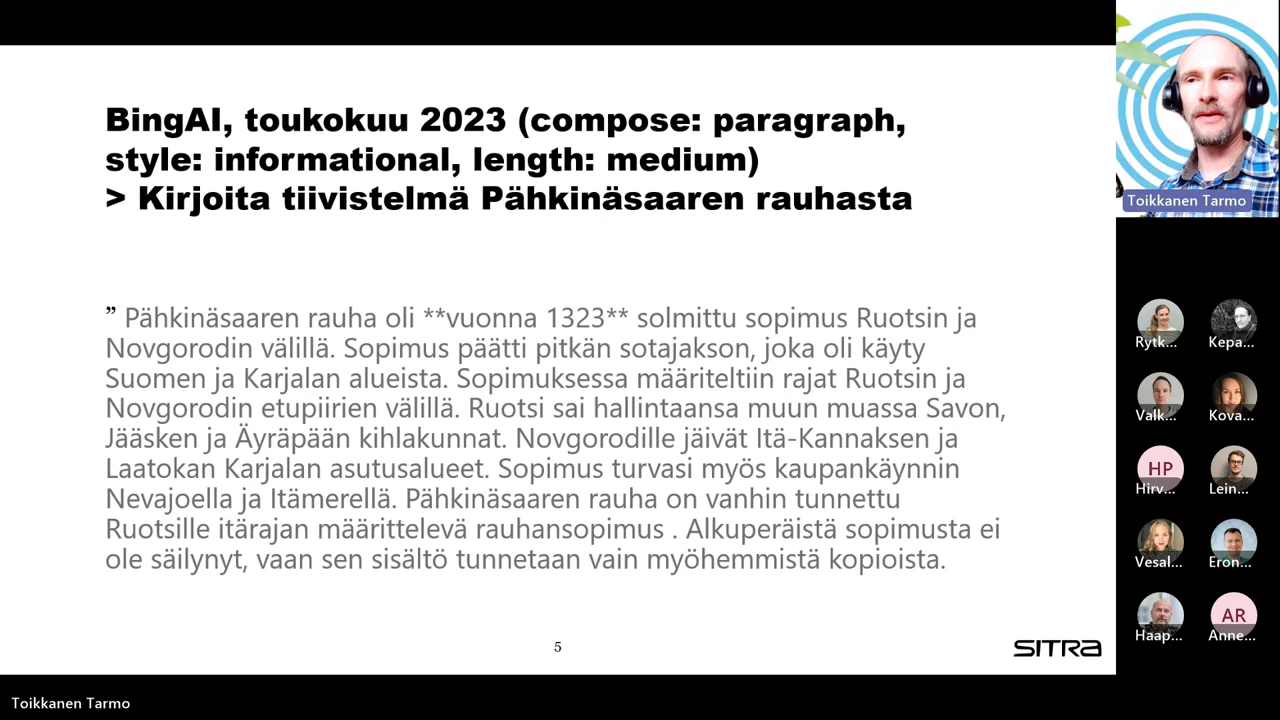 BingAI, toukokuu 2023 (compose: paragraph,
style: informational, length: medium)
> Kirjoita tiivistelmä Pähkinäsaaren rauhasta
” Pähkinäsaaren rauha oli **vuonna 1323** solmittu sopimus Ruotsin ja
Novgorodin välillä. Sopimus päätti pitkän sotajakson, joka oli käyty
Suomen ja Karjalan alueista. Sopimuksessa määriteltiin rajat Ruotsin ja
Novgorodin etupiirien välillä. Ruotsi sai hallintaansa muun muassa Savon,
Jääsken ja Äyräpään kihlakunnat. Novgorodille jäivät Itä-Kannaksen ja
Laatokan Karjalan asutusalueet. Sopimus turvasi myös kaupankäynnin
Nevajoella ja Itämerellä. Pähkinäsaaren rauha on vanhin tunnettu
Ruotsille itärajan määrittelevä rauhansopimus . Alkuperäistä sopimusta ei
ole säilynyt, vaan sen sisältö tunnetaan vain myöhemmistä kopioista.
5
SITRA
Toikkanen Tarmo
Rytk...
Kepa...
Valk...
Kova...
HP
Hirv...
Lein...
Vesal...
Eron...
Haap...
AR
Anne...
Toikkanen Tarmo